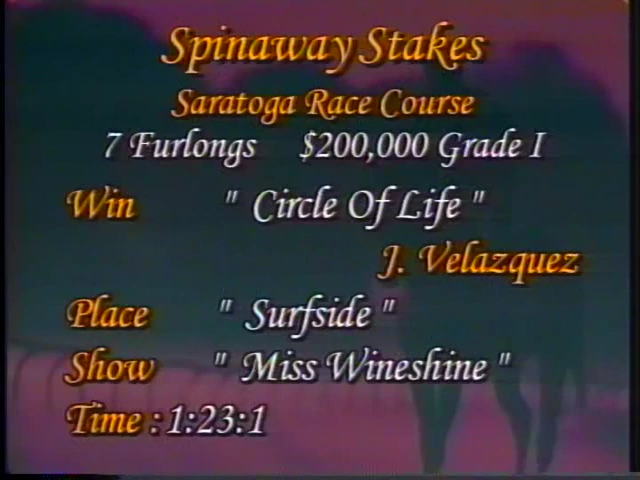 Spinaway Stakes
Saratoga Race Course
7 Furlongs $200,000 Grade I
Win " Circle Of Life "
J. Velazquez
Place " Surfside "
Show " Miss Wineshine "
Time : 1:23:1